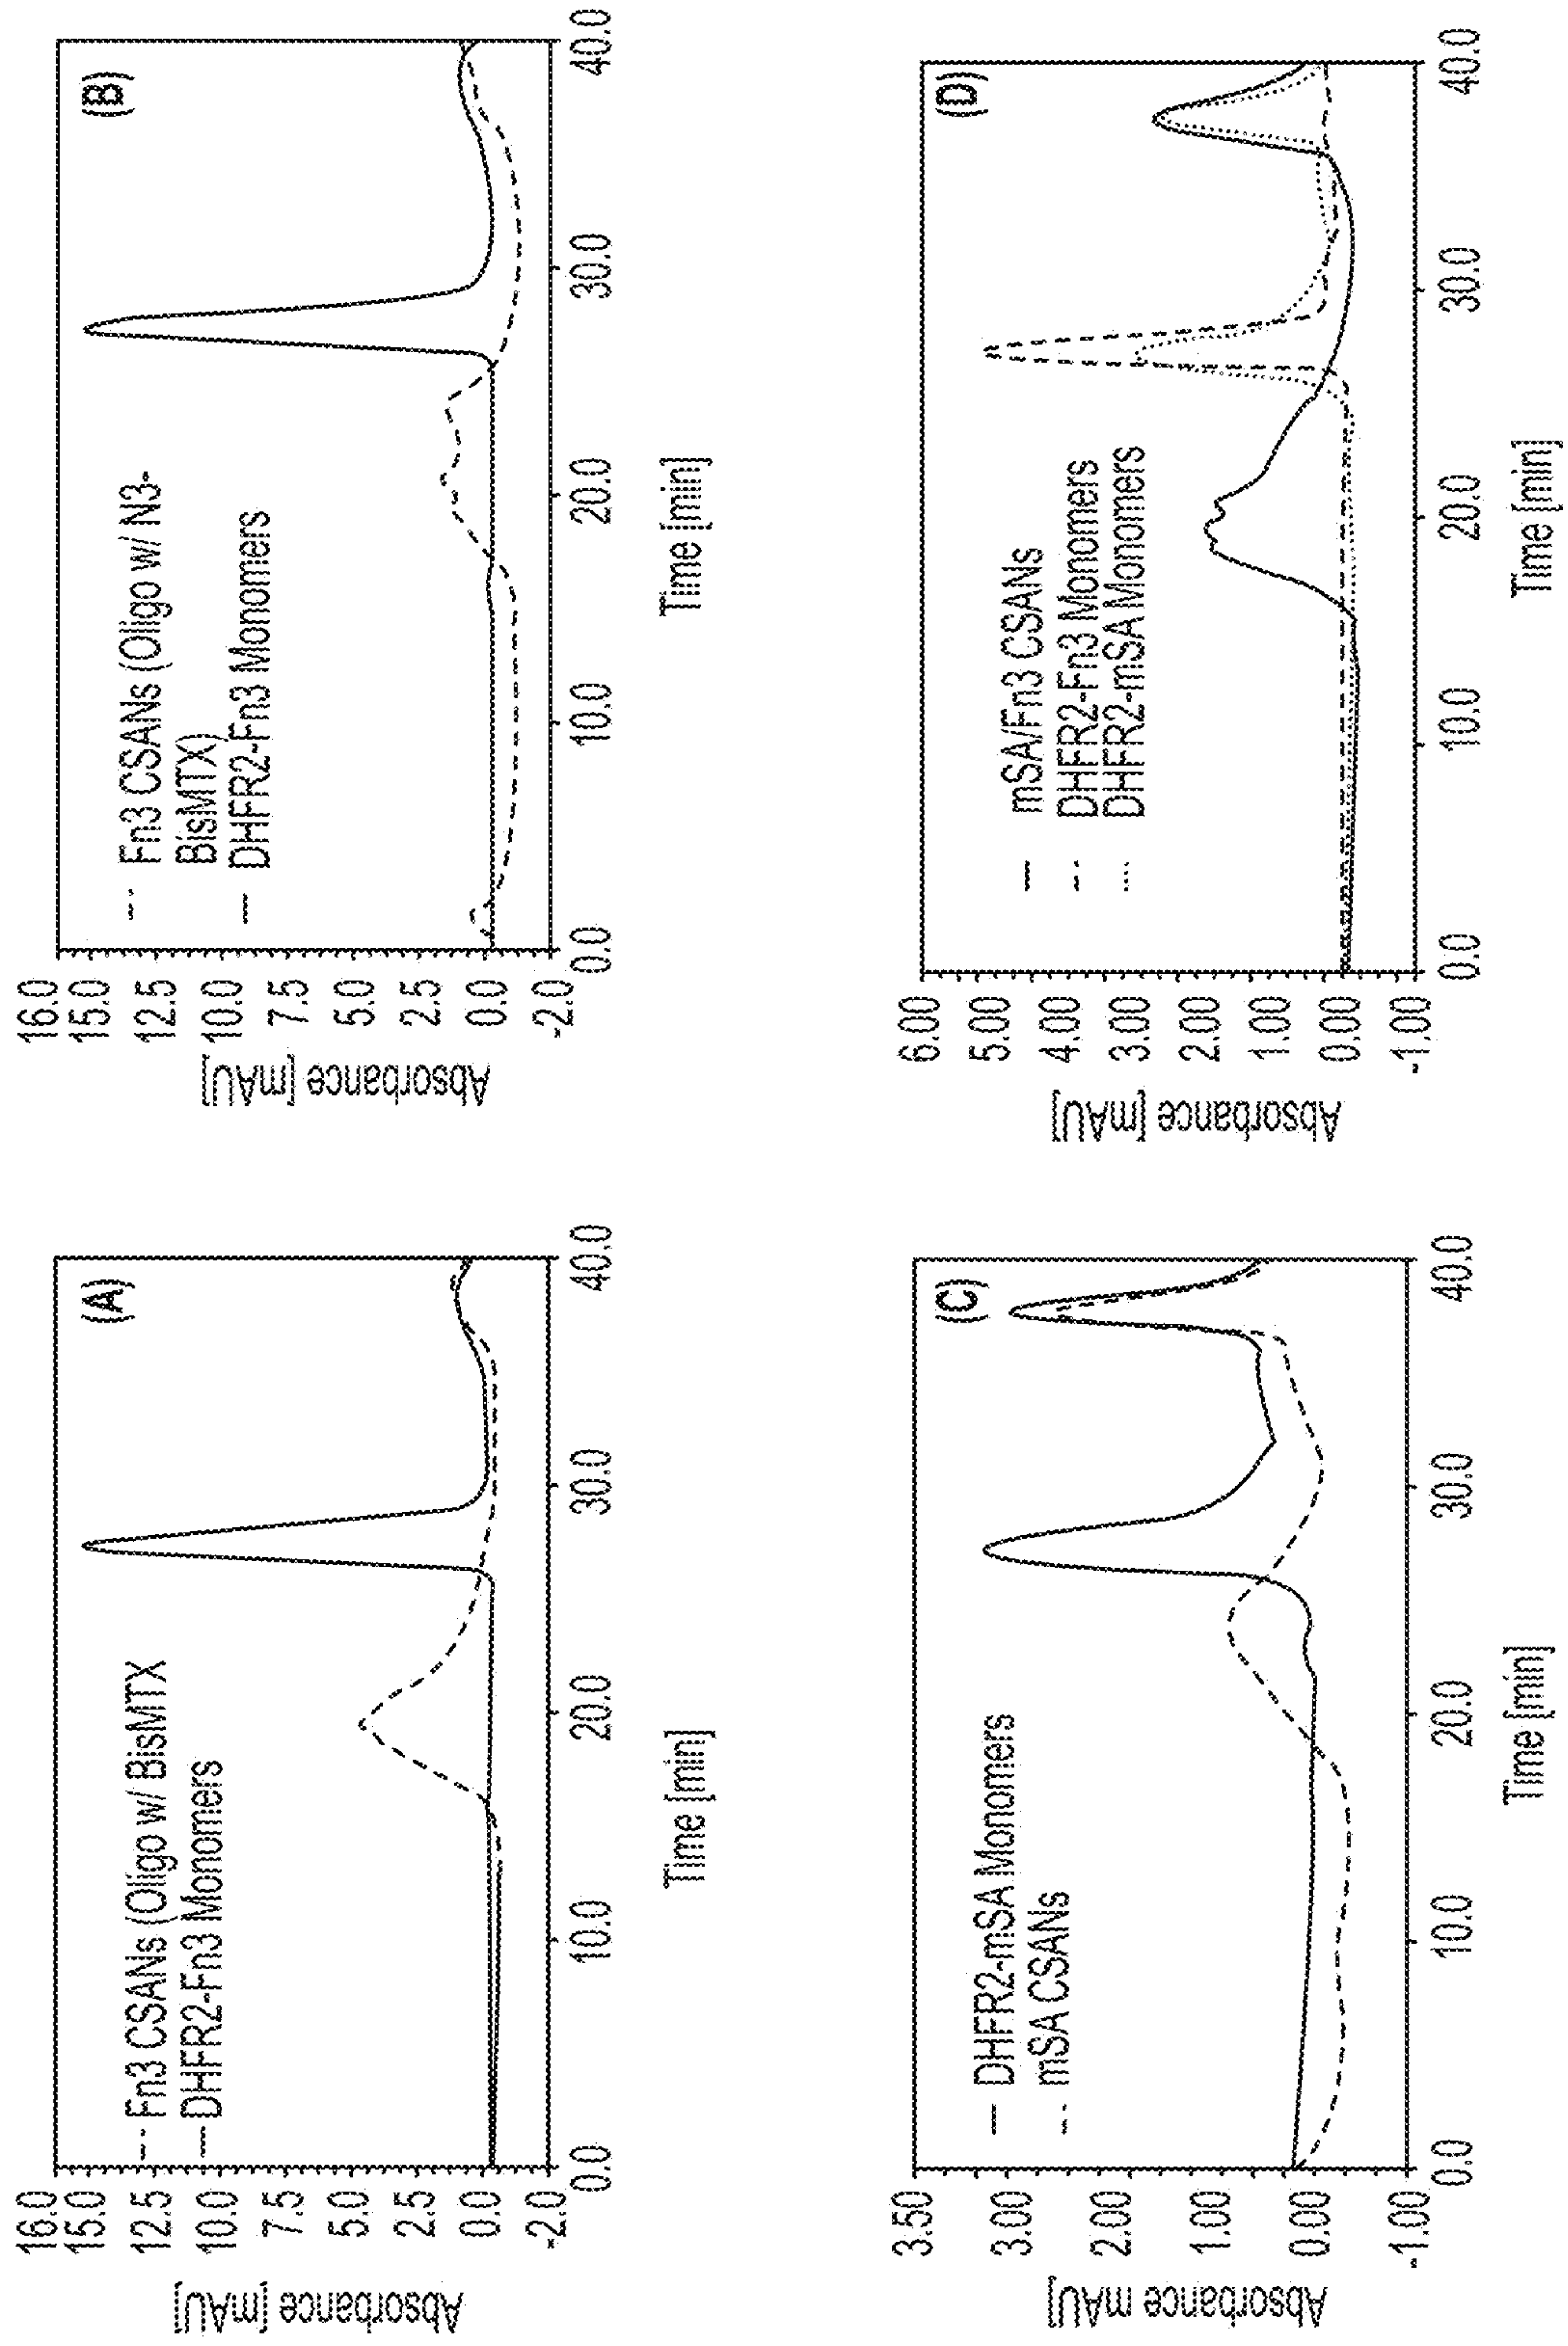 (A)
Absorbance [mAU]
16.0
15.0
12.5
10.0
7.5
5.0
2.5
0.0
-2.0
Fn3 CSANs (Oligo w/ BisMTX
DHFR2-Fn3 Monomers
0.0 10.0 20.0 30.0 40.0
Time [min]
(B)
Absorbance [mAU]
16.0
15.0
12.5
10.0
7.5
5.0
2.5
0.0
-2.0
Fn3 CSANs (Oligo w/ N3-
BisMTX)
DHFR2-Fn3 Monomers
0.0 10.0 20.0 30.0 40.0
Time [min]
(C)
Absorbance mAU]
3.50
3.00
2.00
1.00
0.00
-1.00
DHFR2-mSA Monomers
mSA CSANs
0.0 10.0 20.0 30.0 40.0
Time [min]
(D)
Absorbance [mAU]
6.00
5.00
4.00
3.00
2.00
1.00
0.00
-1.00
mSA/Fn3 CSANs
DHFR2-Fn3 Monomers
DHFR2-mSA Monomers
0.0 10.0 20.0 30.0 40.0
Time [min]